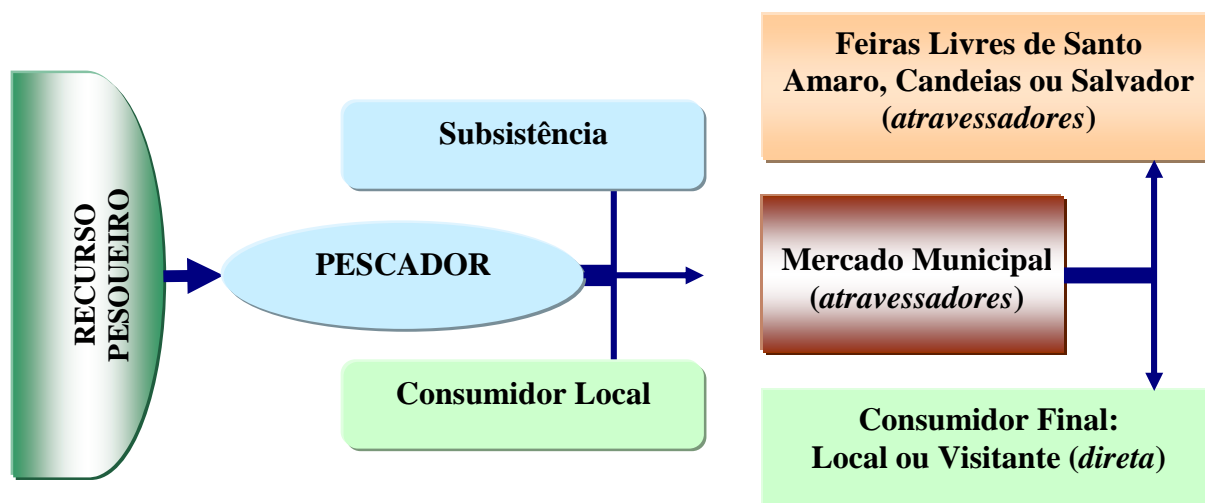 RECURSO
PESQUEIRO
Subsistência
PESCADOR
Consumidor Local
Feiras Livres de Santo
Amaro, Candeias ou Salvador
(atravessadores)
Mercado Municipal
(atravessadores)
Consumidor Final:
Local ou Visitante (direta)